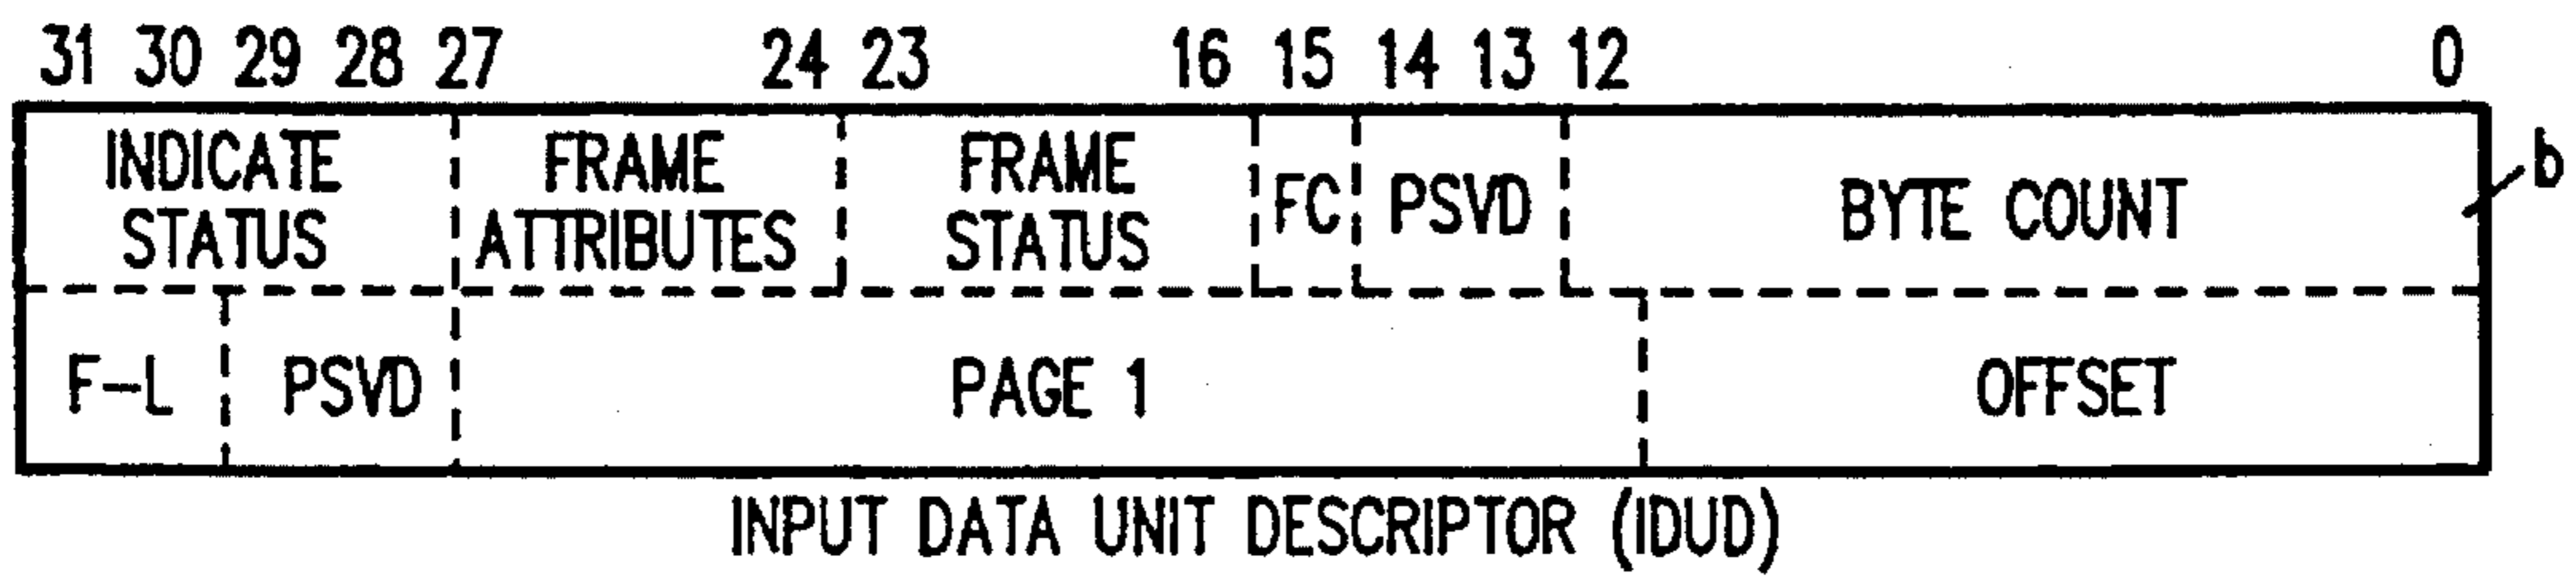 31 30 29 28 27 24 23 16 15 14 13 12 0
INDICATE STATUS FRAME ATTRIBUTES FRAME STATUS FC PSVD BYTE COUNT b
F-L PSVD PAGE 1 OFFSET
INPUT DATA UNIT DESCRIPTOR (IDUD)